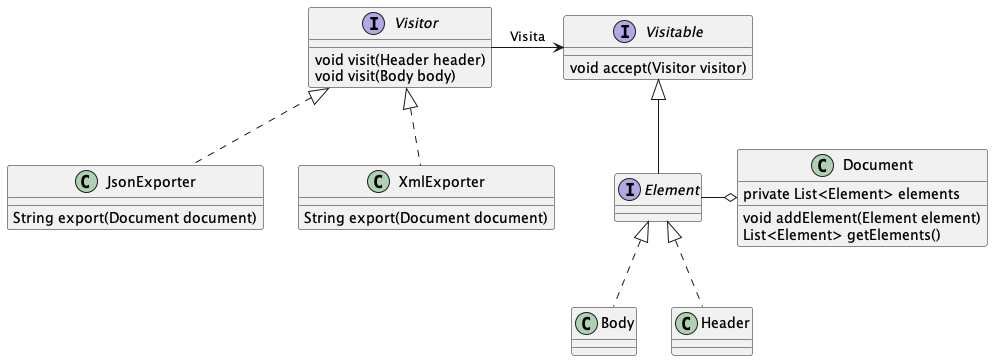 I Visitor
void visit(Header header)
void visit(Body body)
Visita
I Visitable
void accept(Visitor visitor)
C JsonExporter
String export(Document document)
C XmlExporter
String export(Document document)
I Element
C Document
private List<Element> elements
void addElement(Element element)
List<Element> getElements()
C Body
C Header